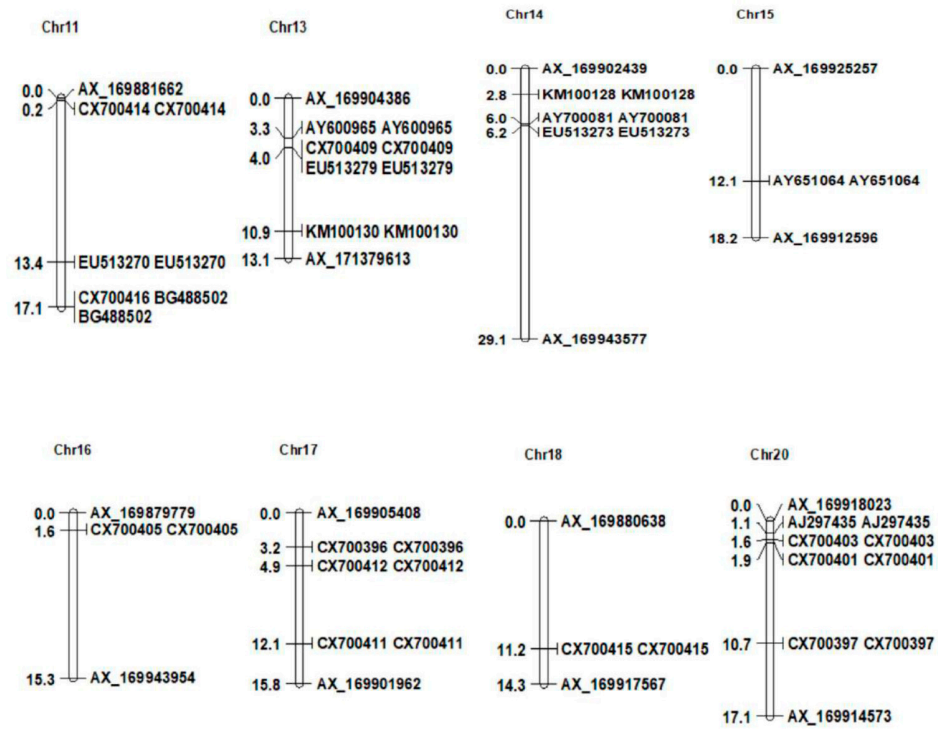 Chr11
0.0 AX_169881662
0.2 CX700414 CX700414
13.4 EU513270 EU513270
17.1 CX700416 BG488502
BG488502
Chr13
0.0 AX_169904386
3.3 AY600965 AY600965
4.0 CX700409 CX700409
EU513279 EU513279
10.9 KM100130 KM100130
13.1 AX_171379613
Chr14
0.0 AX_169902439
2.8 KM100128 KM100128
6.0 AY700081 AY700081
6.2 EU513273 EU513273
29.1 AX_169943577
Chr15
0.0 AX_169925257
12.1 AY651064 AY651064
18.2 AX_169912596
Chr16
0.0 AX_169879779
1.6 CX700405 CX700405
15.3 AX_169943954
Chr17
0.0 AX_169905408
3.2 CX700396 CX700396
4.9 CX700412 CX700412
12.1 CX700411 CX700411
15.8 AX_169901962
Chr18
0.0 AX_169880638
11.2 CX700415 CX700415
14.3 AX_169917567
Chr20
0.0 AX_169918023
1.1 AJ297435 AJ297435
1.6 CX700403 CX700403
1.9 CX700401 CX700401
10.7 CX700397 CX700397
17.1 AX_169914573